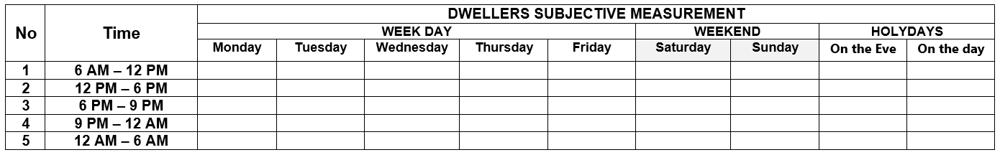 No Time DWELLERS SUBJECTIVE MEASUREMENT
WEEK DAY WEEKEND HOLYDAYS
Monday Tuesday Wednesday Thursday Friday Saturday Sunday On the Eve On the day
1 6 AM – 12 PM
2 12 PM – 6 PM
3 6 PM – 9 PM
4 9 PM – 12 AM
5 12 AM – 6 AM